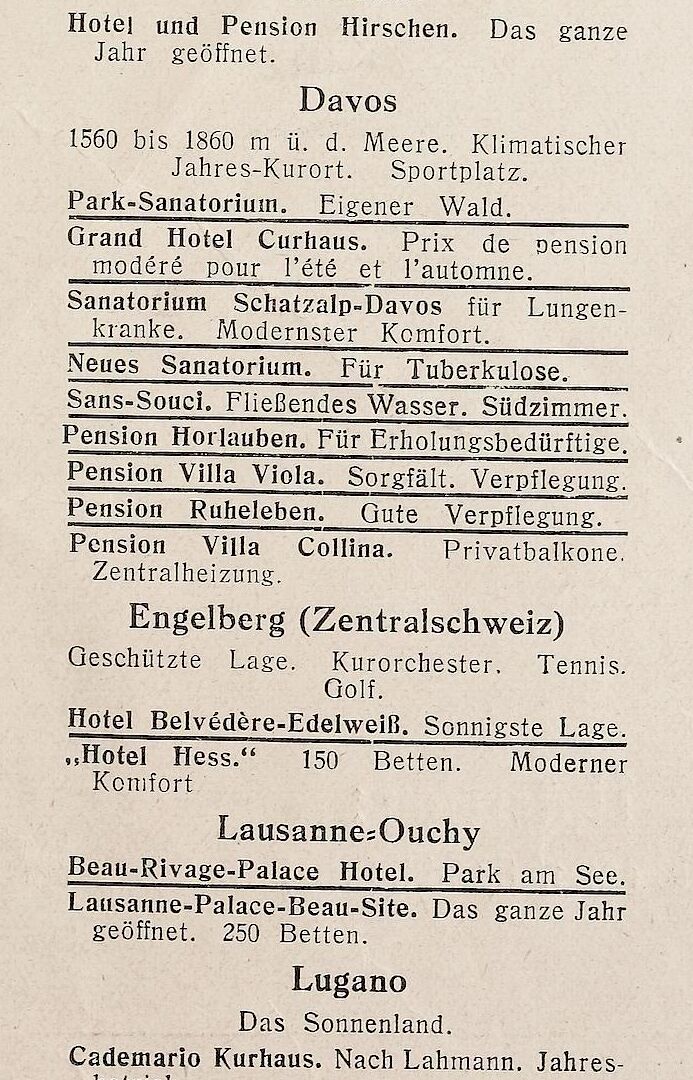 Hotel und Pension Hirschen. Das ganze
Jahr geöffnet.
Davos
1560 bis 1860 m ü. d. Meere. Klimatischer
Jahres-Kurort. Sportplatz.
Park-Sanatorium. Eigener Wald.
Grand Hotel Curhaus. Prix de pension
modéré pour l'été et l'automne.
Sanatorium Schatzalp-Davos für Lungen-
kranke. Modernster Komfort.
Neues Sanatorium. Für Tuberkulose.
Sans-Souci. Fließendes Wasser. Südzimmer.
Pension Horlauben. Für Erholungsbedürftige.
Pension Villa Viola. Sorgfält. Verpflegung.
Pension Ruheleben. Gute Verpflegung.
Pension Villa Collina. Privatbalkone.
Zentralheizung.
Engelberg (Zentralschweiz)
Geschützte Lage. Kurorchester. Tennis.
Golf.
Hotel Belvédère-Edelweiß. Sonnigste Lage.
„Hotel Hess.“ 150 Betten. Moderner
Komfort
Lausanne-Ouchy
Beau-Rivage-Palace Hotel. Park am See.
Lausanne-Palace-Beau-Site. Das ganze Jahr
geöffnet. 250 Betten.
Lugano
Das Sonnenland.
Cademario Kurhaus. Nach Lahmann. Jahres-